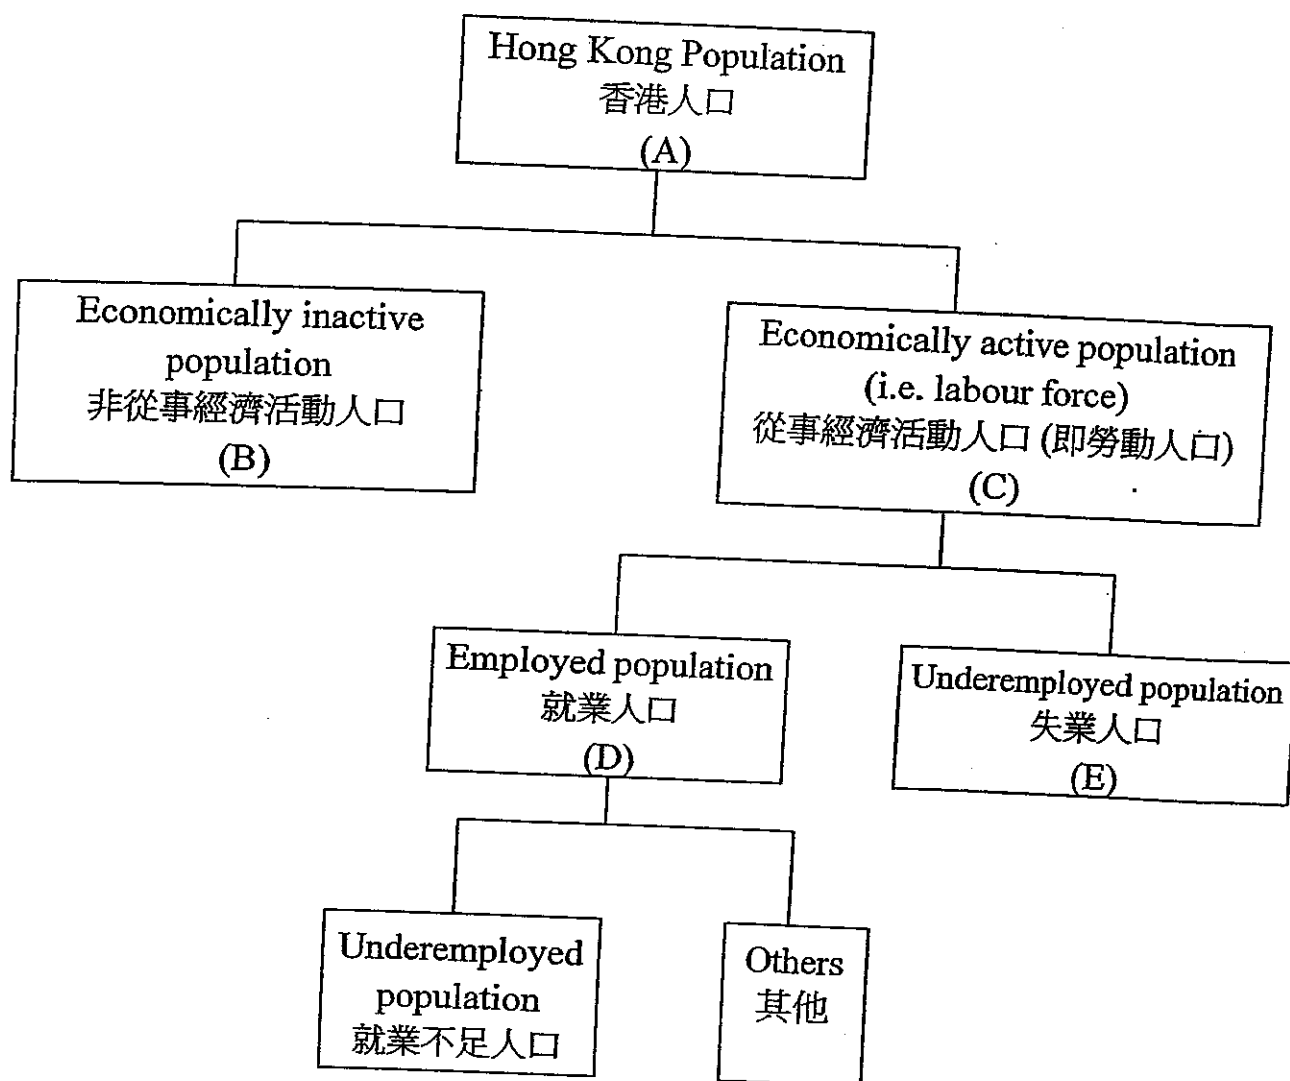 Hong Kong Population
香港人口
(A)
Economically inactive
population
非從事經濟活動人口
(B)
Economically active population
(i.e. labour force)
從事經濟活動人口 (即勞動人口)
(C)
Employed population
就業人口
(D)
Underemployed population
失業人口
(E)
Underemployed
population
就業不足人口
Others
其他